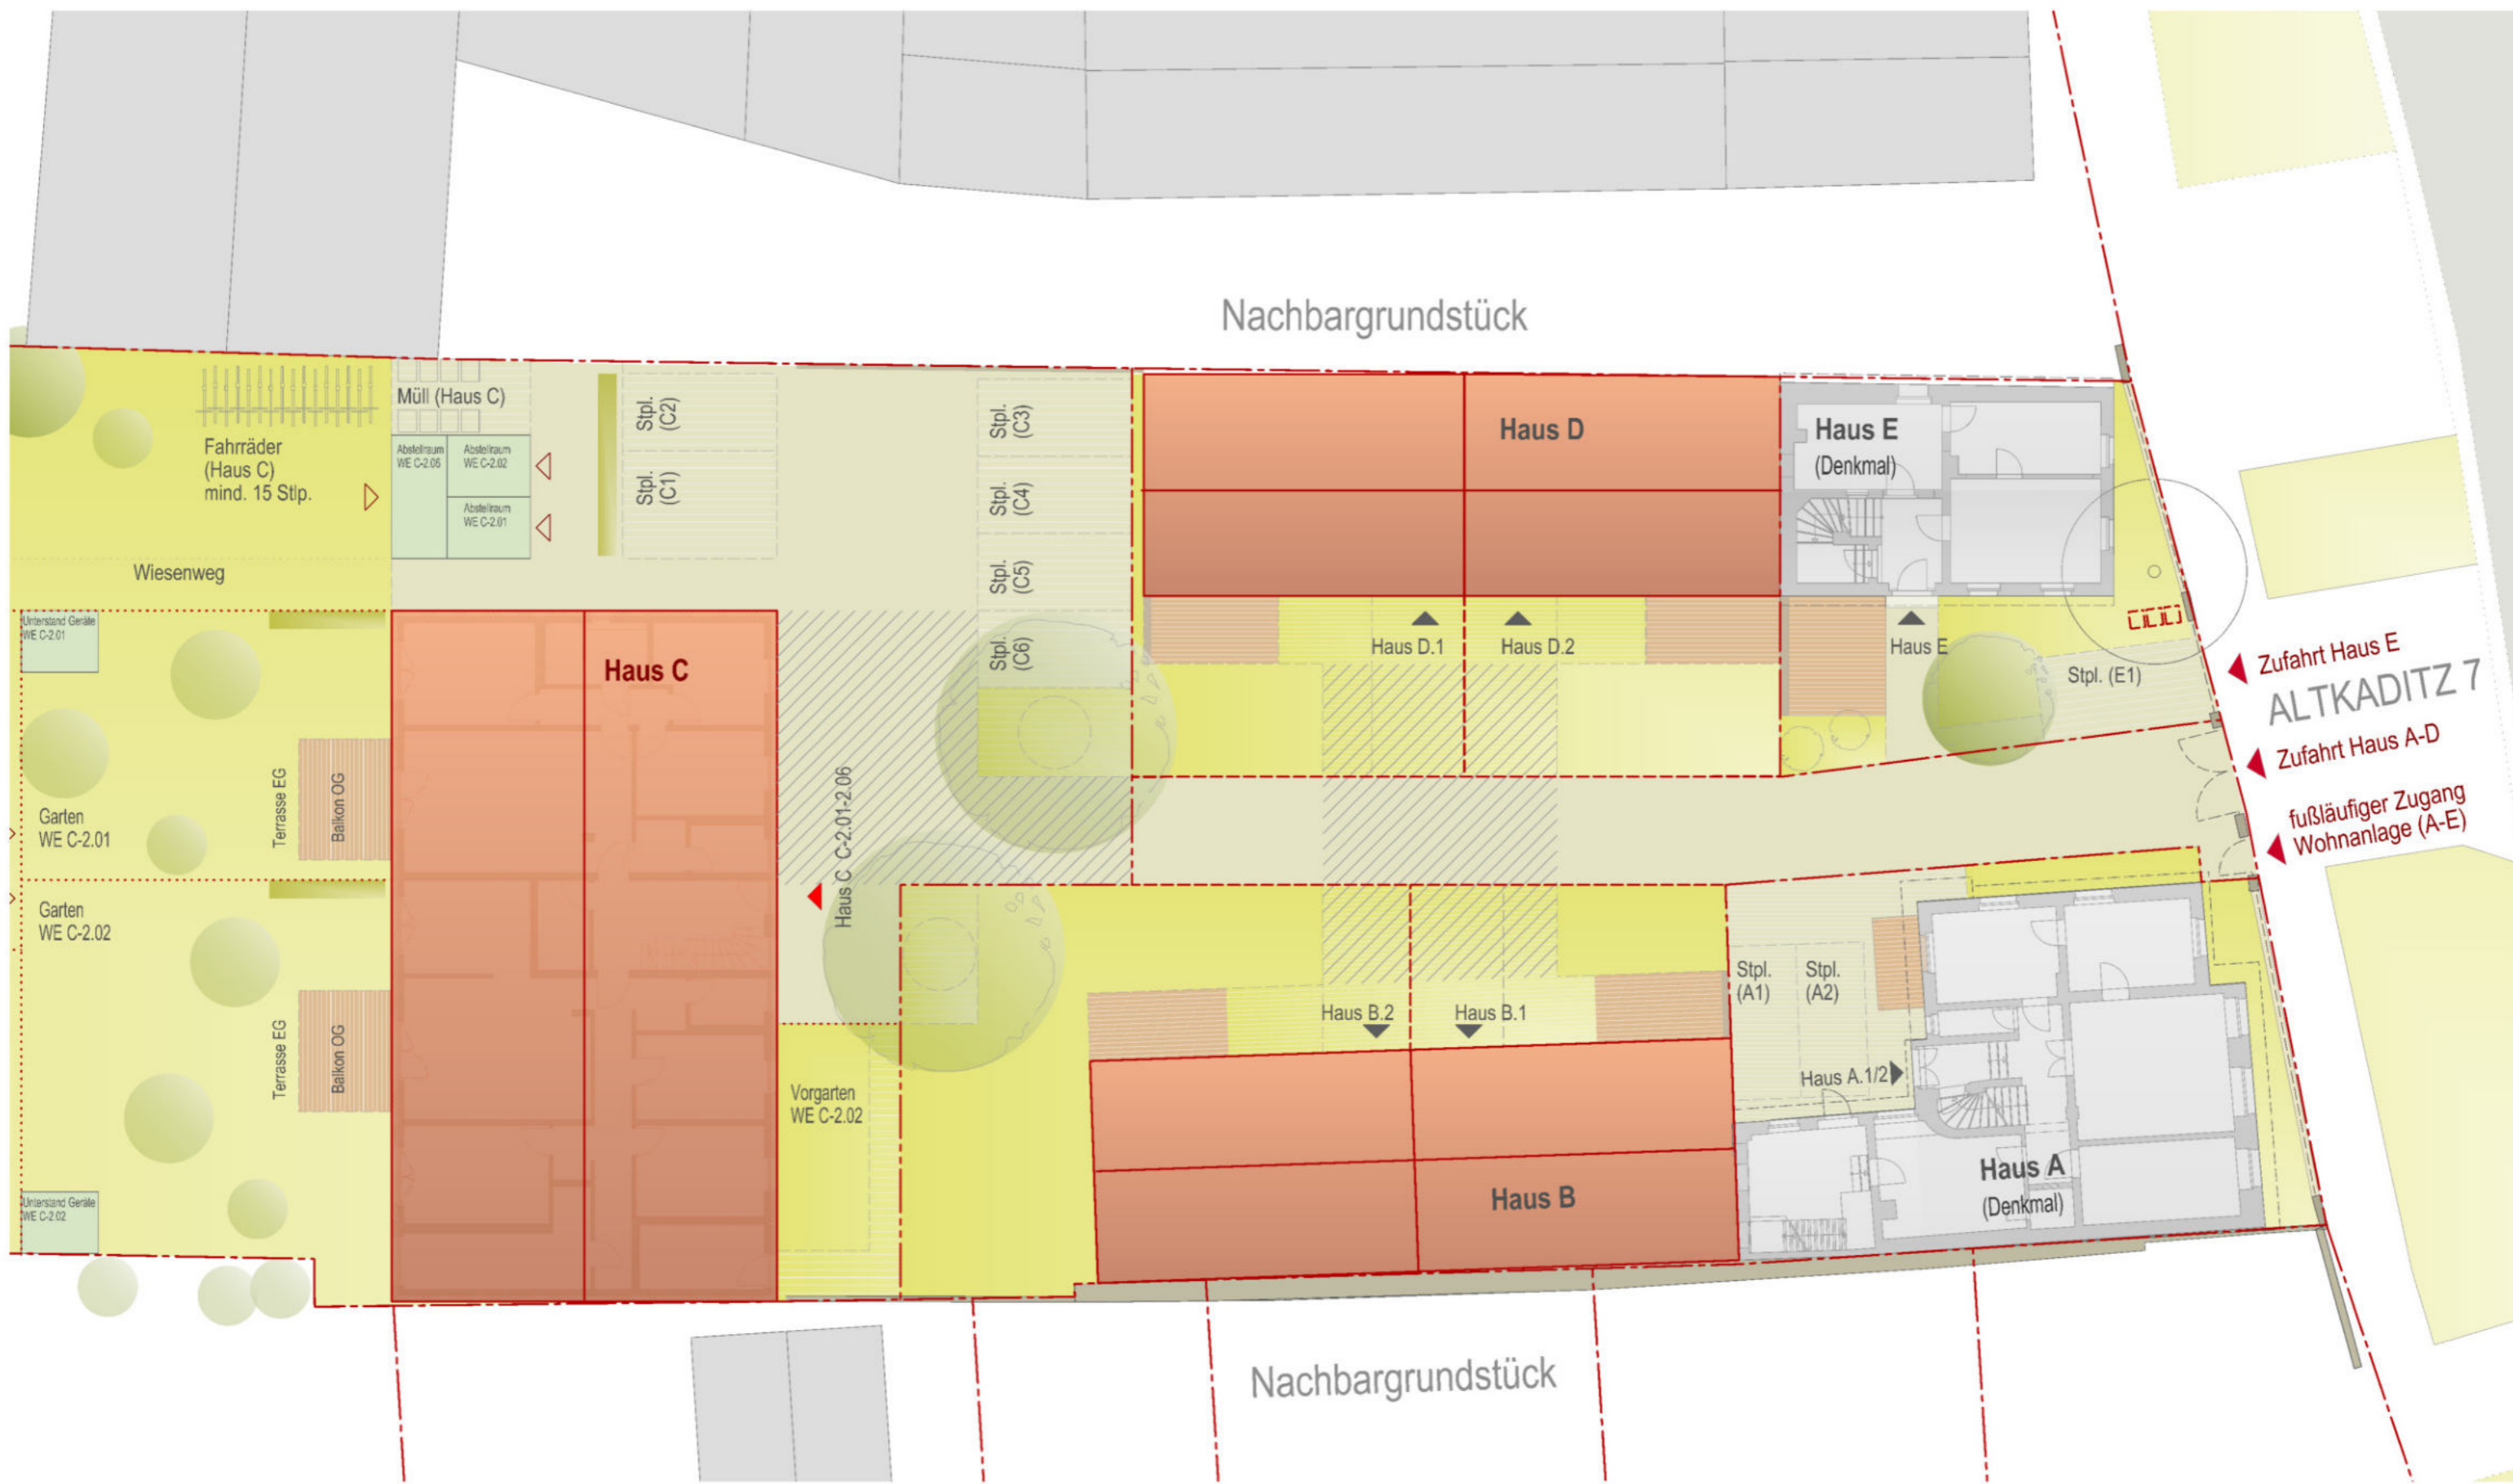 Nachbargrundstück
Müll (Haus C)
Fahrräder
(Haus C)
mind. 15 Stlp.
Abstellraum
WE C-2.06
Abstellraum
WE C-2.02
Abstellraum
WE C-2.01
Stpl.
(C2)
Stpl.
(C1)
Stpl.
(C3)
Stpl.
(C4)
Stpl.
(C5)
Stpl.
(C6)
Haus D
Haus E
(Denkmal)
Wiesenweg
Unterstand Geräte
WE C-2.01
Haus C
Haus D.1
Haus D.2
Haus E
Stpl. (E1)
Zufahrt Haus E
ALTKADITZ 7
Zufahrt Haus A-D
fußläufiger Zugang
Wohnanlage (A-E)
Garten
WE C-2.01
Terrasse EG
Balkon OG
Haus C C-2.01-2.06
Garten
WE C-2.02
Terrasse EG
Balkon OG
Haus B.2
Haus B.1
Stpl.
(A1)
Stpl.
(A2)
Haus A.1/2
Vorgarten
WE C-2.02
Haus B
Haus A
(Denkmal)
Unterstand Geräte
WE C-2.02
Nachbargrundstück